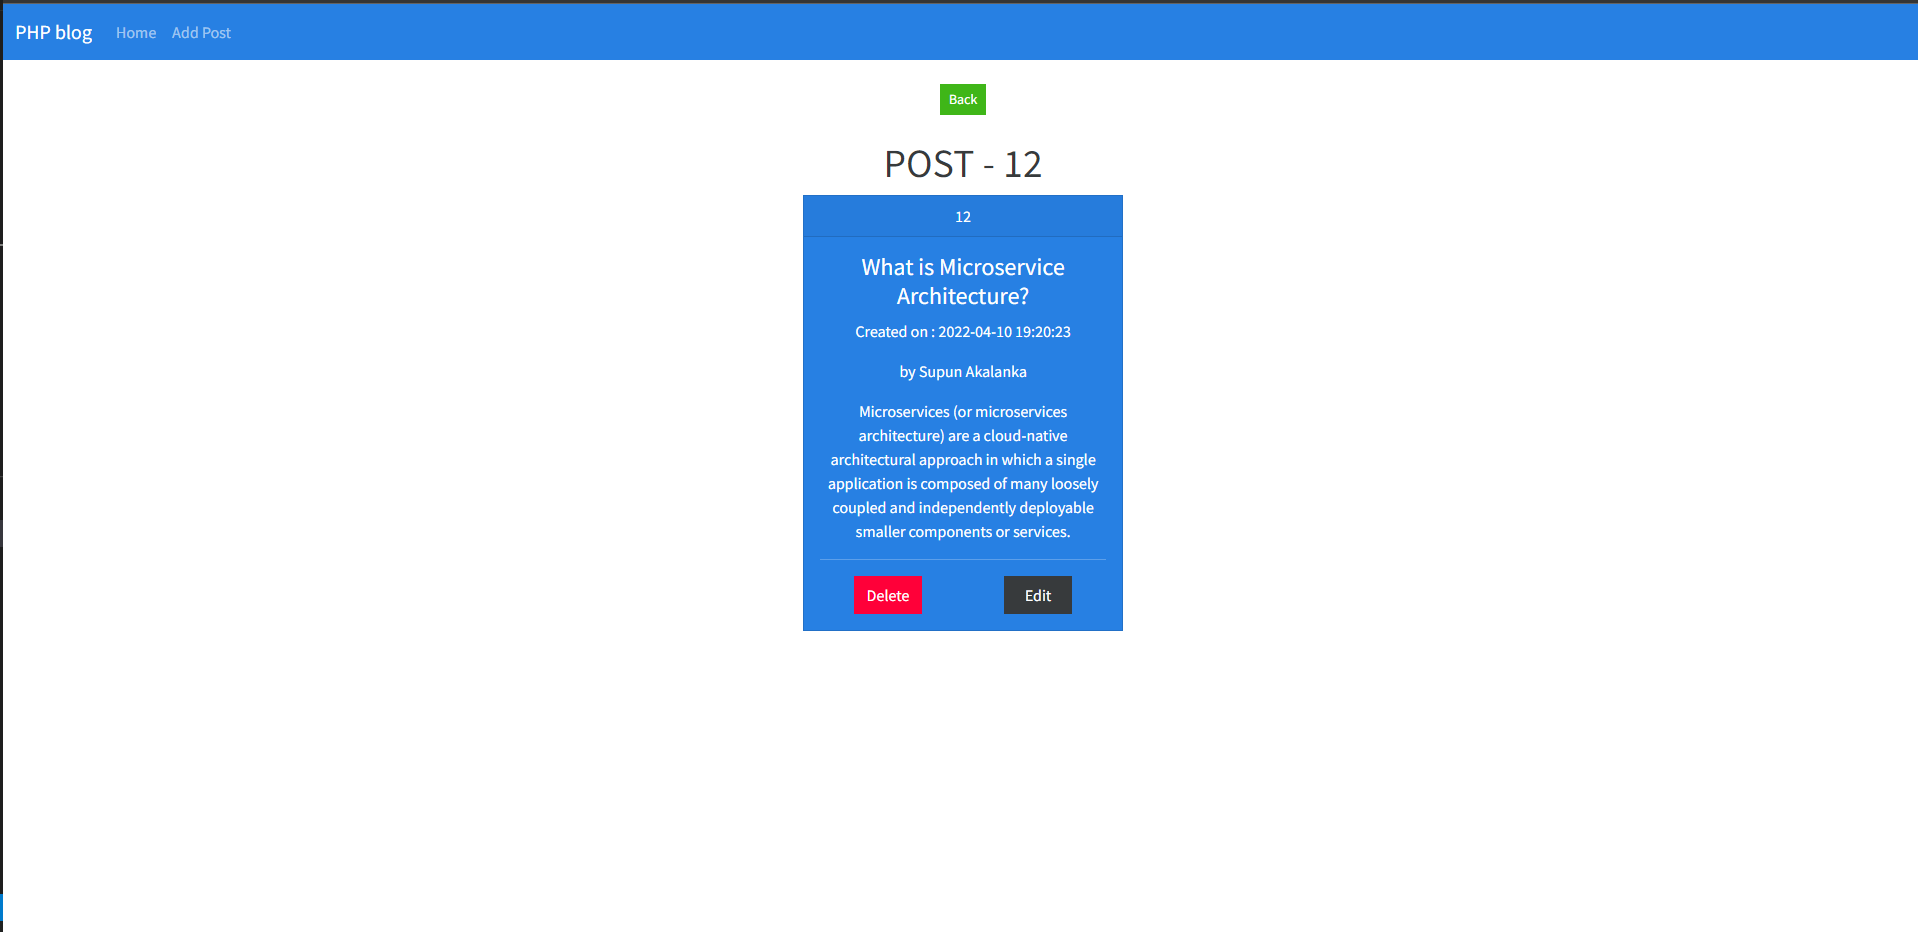 PHP blog Home Add Post
Back
POST - 12
12
What is Microservice
Architecture?
Created on : 2022-04-10 19:20:23
by Supun Akalanka
Microservices (or microservices
architecture) are a cloud-native
architectural approach in which a single
application is composed of many loosely
coupled and independently deployable
smaller components or services.
Delete Edit